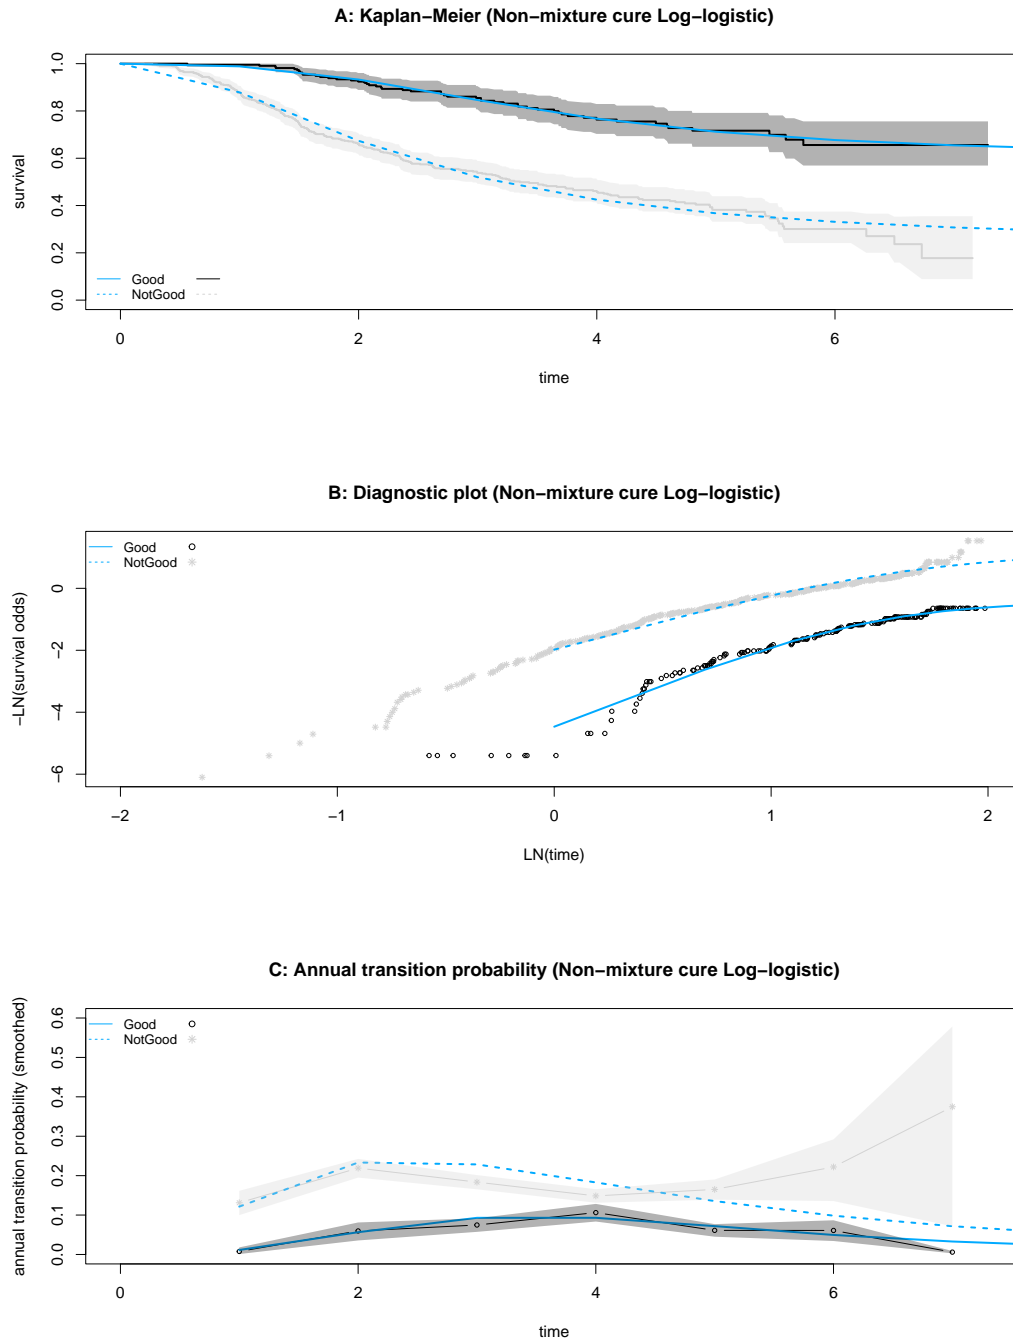 A: Kaplan−Meier (Non−mixture cure Log−logistic)
survival
1.0
0.8
0.6
0.4
0.2
0.0
Good
NotGood
0 2 4 6
time
B: Diagnostic plot (Non−mixture cure Log−logistic)
−LN(survival odds)
Good
NotGood
0
−2
−4
−6
−2 −1 0 1 2
LN(time)
C: Annual transition probability (Non−mixture cure Log−logistic)
annual transition probability (smoothed)
Good
NotGood
0.6
0.5
0.4
0.3
0.2
0.1
0.0
0 2 4 6
time